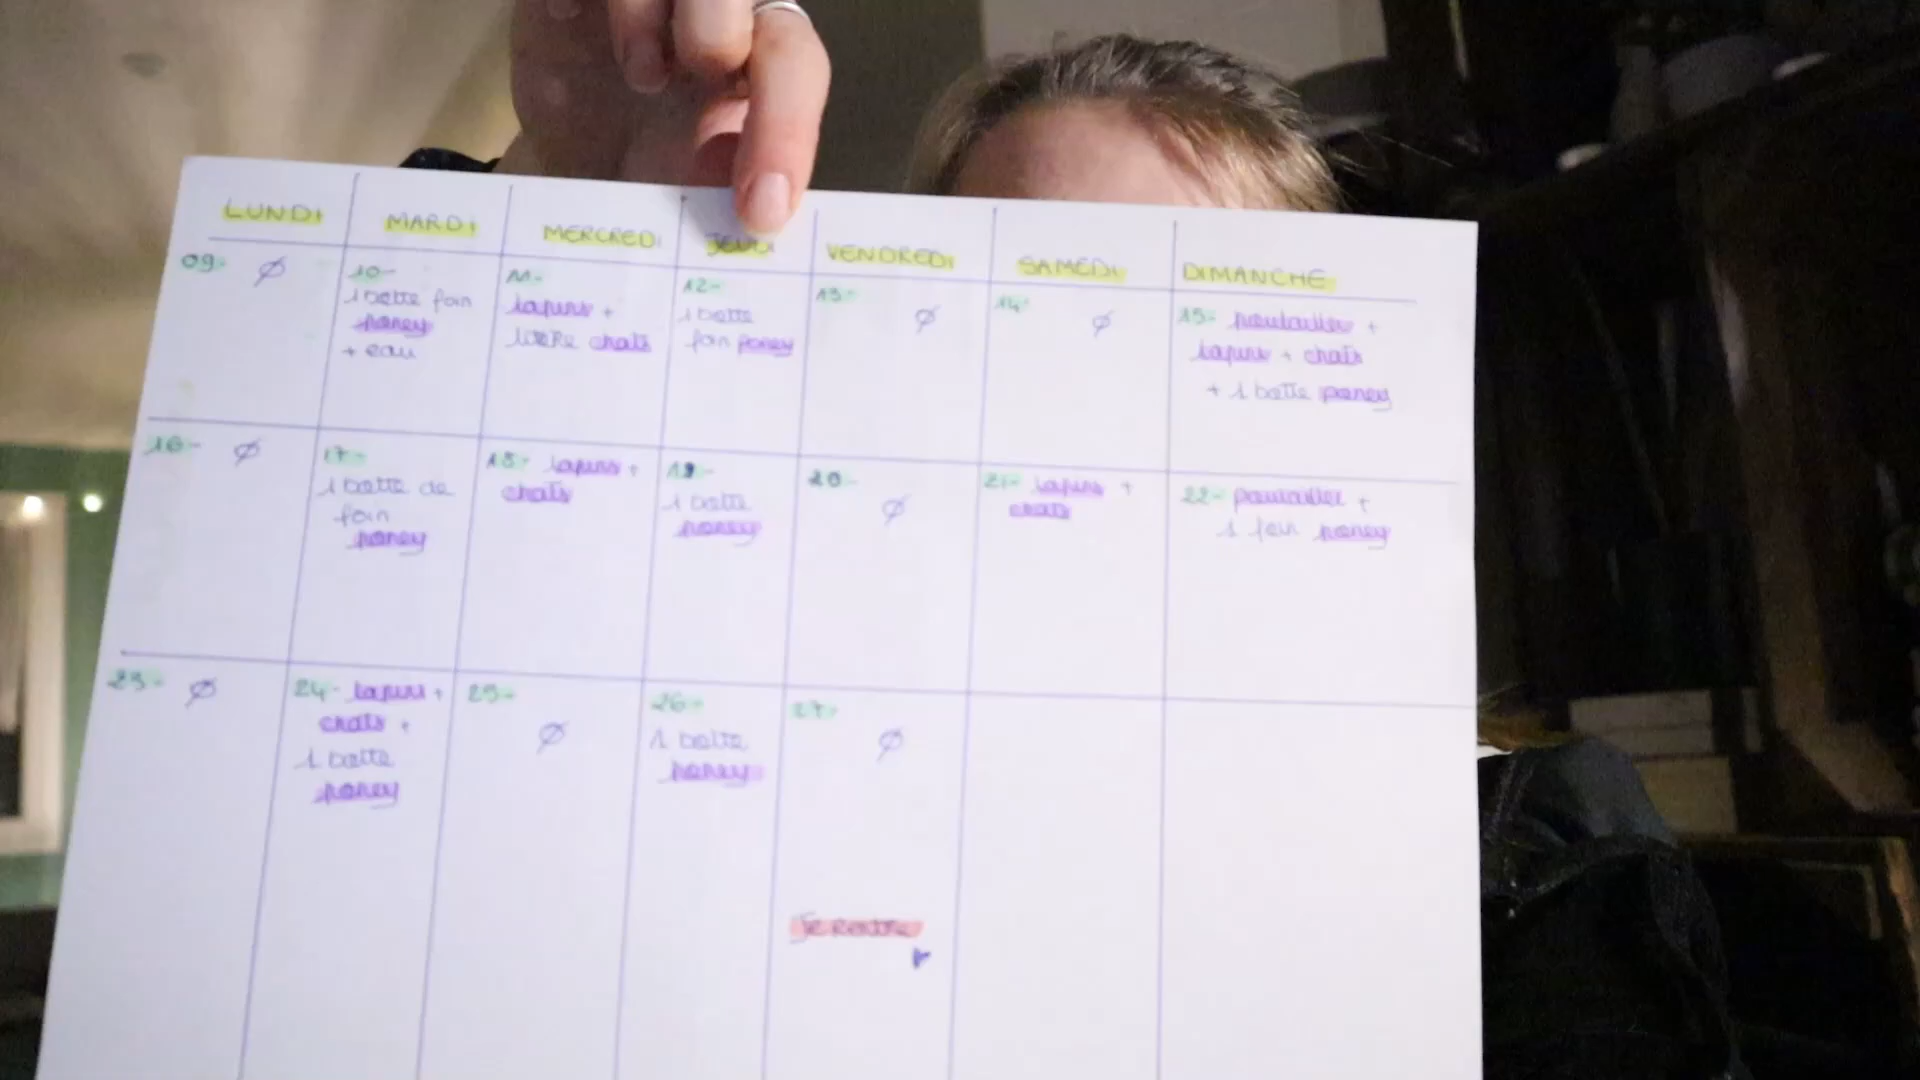 LUNDI MARDI MERCREDI JEUDI VENDREDI SAMEDI DIMANCHE
09- Ø
10-
1 botte foin
poney
+ eau
11-
lapins +
litière chats
12-
1 botte
foin poney
13-
Ø
14-
Ø
15- poulailler +
lapins + chats
+ 1 botte poney
16- Ø
17-
1 botte de
foin
poney
18- lapins +
chats
19-
1 botte
poney
20-
Ø
21- lapins +
chats
22- poulailler +
1 foin poney
23- Ø
24- lapins +
chats +
1 botte
poney
25-
Ø
26-
1 botte
poney
27-
Ø
Je rentre